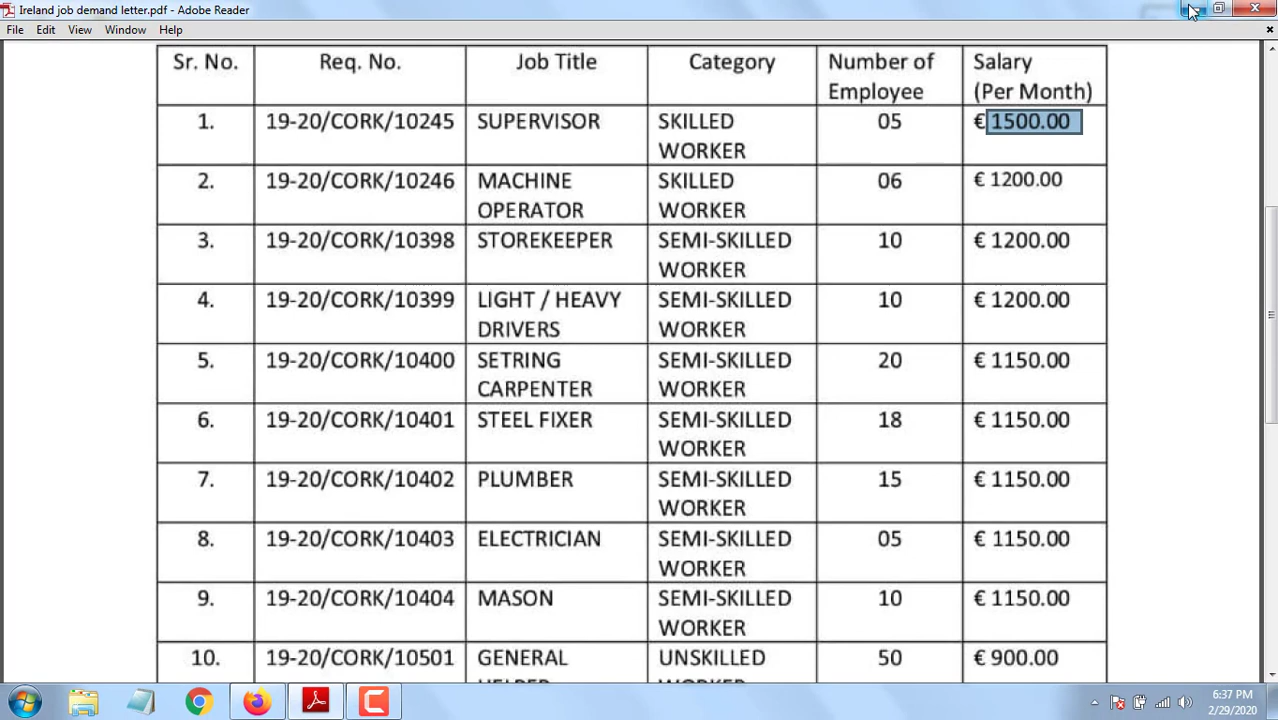 Ireland job demand letter.pdf - Adobe Reader
File Edit View Window Help
Sr. No. Req. No. Job Title Category Number of Employee Salary (Per Month)
1. 19-20/CORK/10245 SUPERVISOR SKILLED WORKER 05 € 1500.00
2. 19-20/CORK/10246 MACHINE OPERATOR SKILLED WORKER 06 € 1200.00
3. 19-20/CORK/10398 STOREKEEPER SEMI-SKILLED WORKER 10 € 1200.00
4. 19-20/CORK/10399 LIGHT / HEAVY DRIVERS SEMI-SKILLED WORKER 10 € 1200.00
5. 19-20/CORK/10400 SETRING CARPENTER SEMI-SKILLED WORKER 20 € 1150.00
6. 19-20/CORK/10401 STEEL FIXER SEMI-SKILLED WORKER 18 € 1150.00
7. 19-20/CORK/10402 PLUMBER SEMI-SKILLED WORKER 15 € 1150.00
8. 19-20/CORK/10403 ELECTRICIAN SEMI-SKILLED WORKER 05 € 1150.00
9. 19-20/CORK/10404 MASON SEMI-SKILLED WORKER 10 € 1150.00
10. 19-20/CORK/10501 GENERAL UNSKILLED 50 € 900.00
6:37 PM
2/29/2020